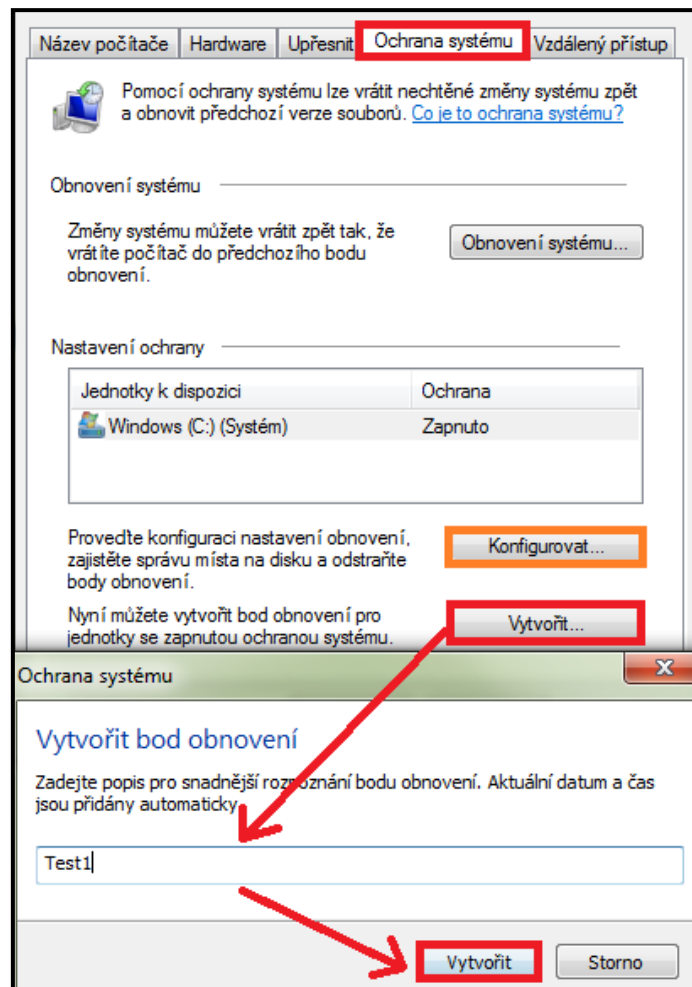 Název počítače Hardware Upřesnit Ochrana systému Vzdálený přístup
Pomocí ochrany systému lze vrátit nechtěné změny systému zpět
a obnovit předchozí verze souborů. Co je to ochrana systému?
Obnovení systému
Změny systému můžete vrátit zpět tak, že
vrátíte počítač do předchozího bodu
obnovení.
Obnovení systému...
Nastavení ochrany
Jednotky k dispozici Ochrana
Windows (C:) (Systém) Zapnuto
Proveďte konfiguraci nastavení obnovení,
zajistěte správu místa na disku a odstraňte
body obnovení.
Konfigurovat...
Nyní můžete vytvořit bod obnovení pro
jednotky se zapnutou ochranou systému.
Vytvořit...
Ochrana systému
Vytvořit bod obnovení
Zadejte popis pro snadnější rozpoznání bodu obnovení. Aktuální datum a čas
jsou přidány automaticky.
Test1
Vytvořit Storno